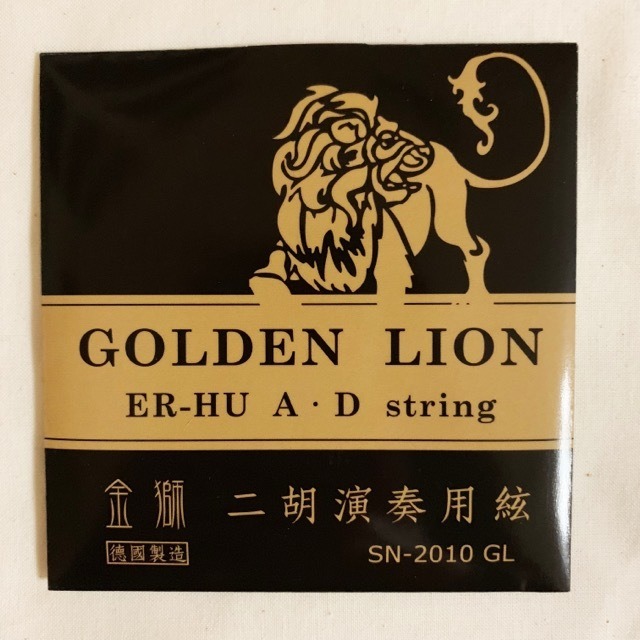 GOLDEN LION
ER-HU A·D string
金獅 二胡演奏用絃
德國製造 SN-2010 GL